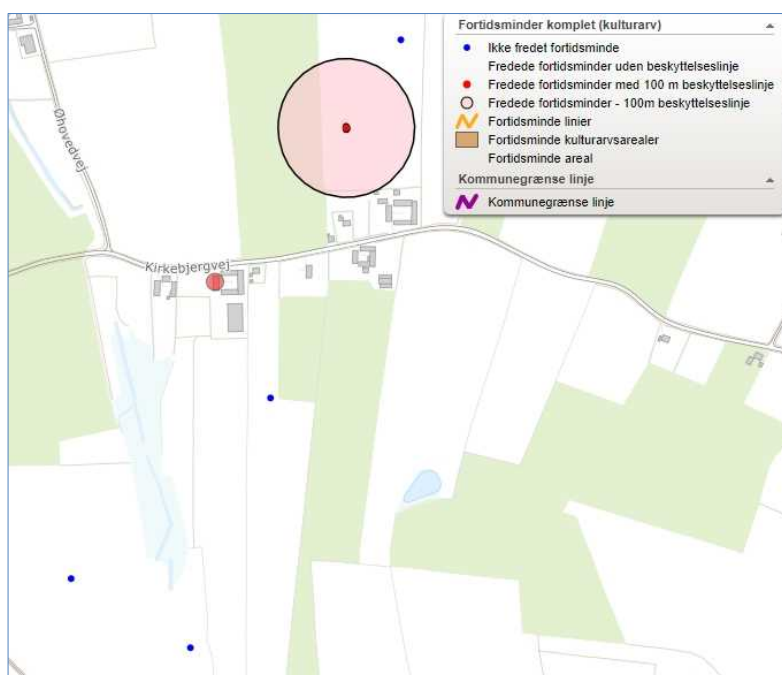 Fortidsminder komplet (kulturarv)
Ikke fredet fortidsminde
Fredede fortidsminder uden beskyttelseslinje
Fredede fortidsminder med 100 m beskyttelseslinje
Fredede fortidsminder - 100m beskyttelseslinje
Fortidsminde linier
Fortidsminde kulturarvsarealer
Fortidsminde areal
Kommunegrænse linje
Kommunegrænse linje
Øhovedvej
Kirkebjergvej